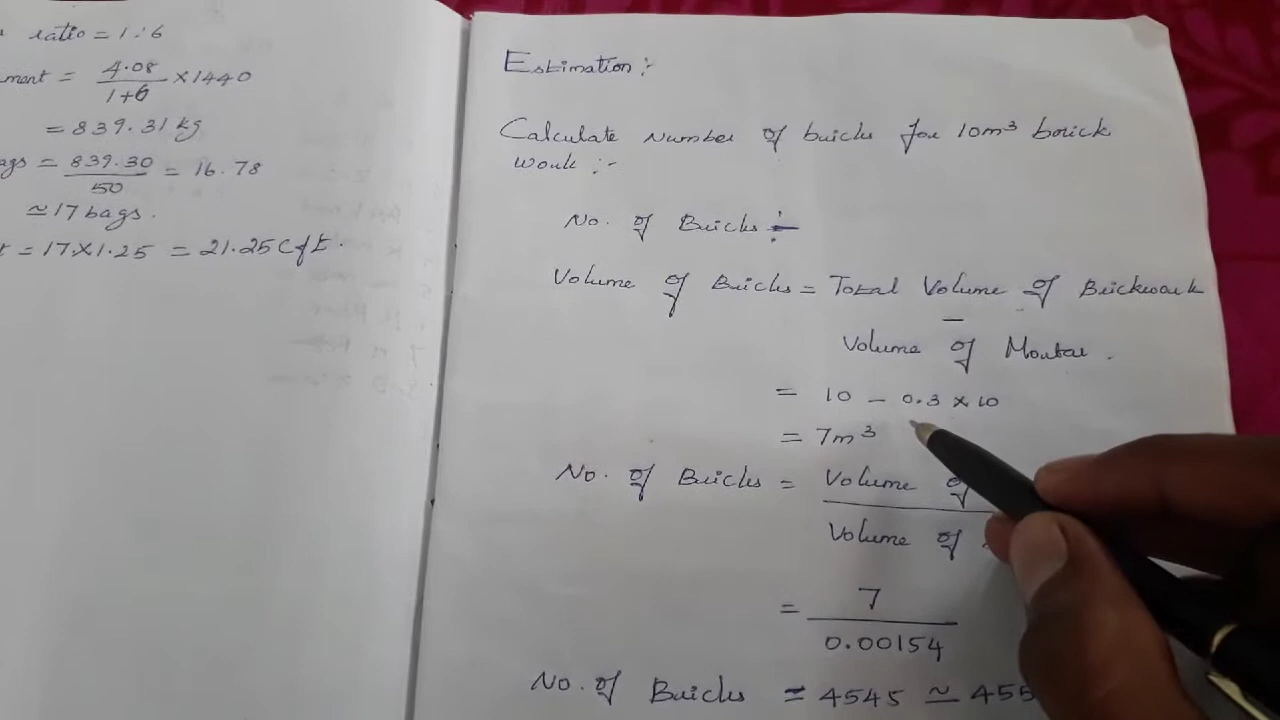 ratio = 1:6
4.08
1+6
× 1440
= 839.31 kg
= 839.30
50
= 16.78
≃ 17 bags.
= 17 × 1.25 = 21.25 Cft.
Estimation:-
Calculate Number of bricks for 10m³ brick
work:-
No. of Bricks:-
Volume of Bricks = Total Volume of Brickwork
–
Volume of Mortar.
= 10 – 0.3 × 10
= 7m³
No. of Bricks = Volume of
Volume of
= 7
0.00154
No. of Bricks = 4545 ≃ 455